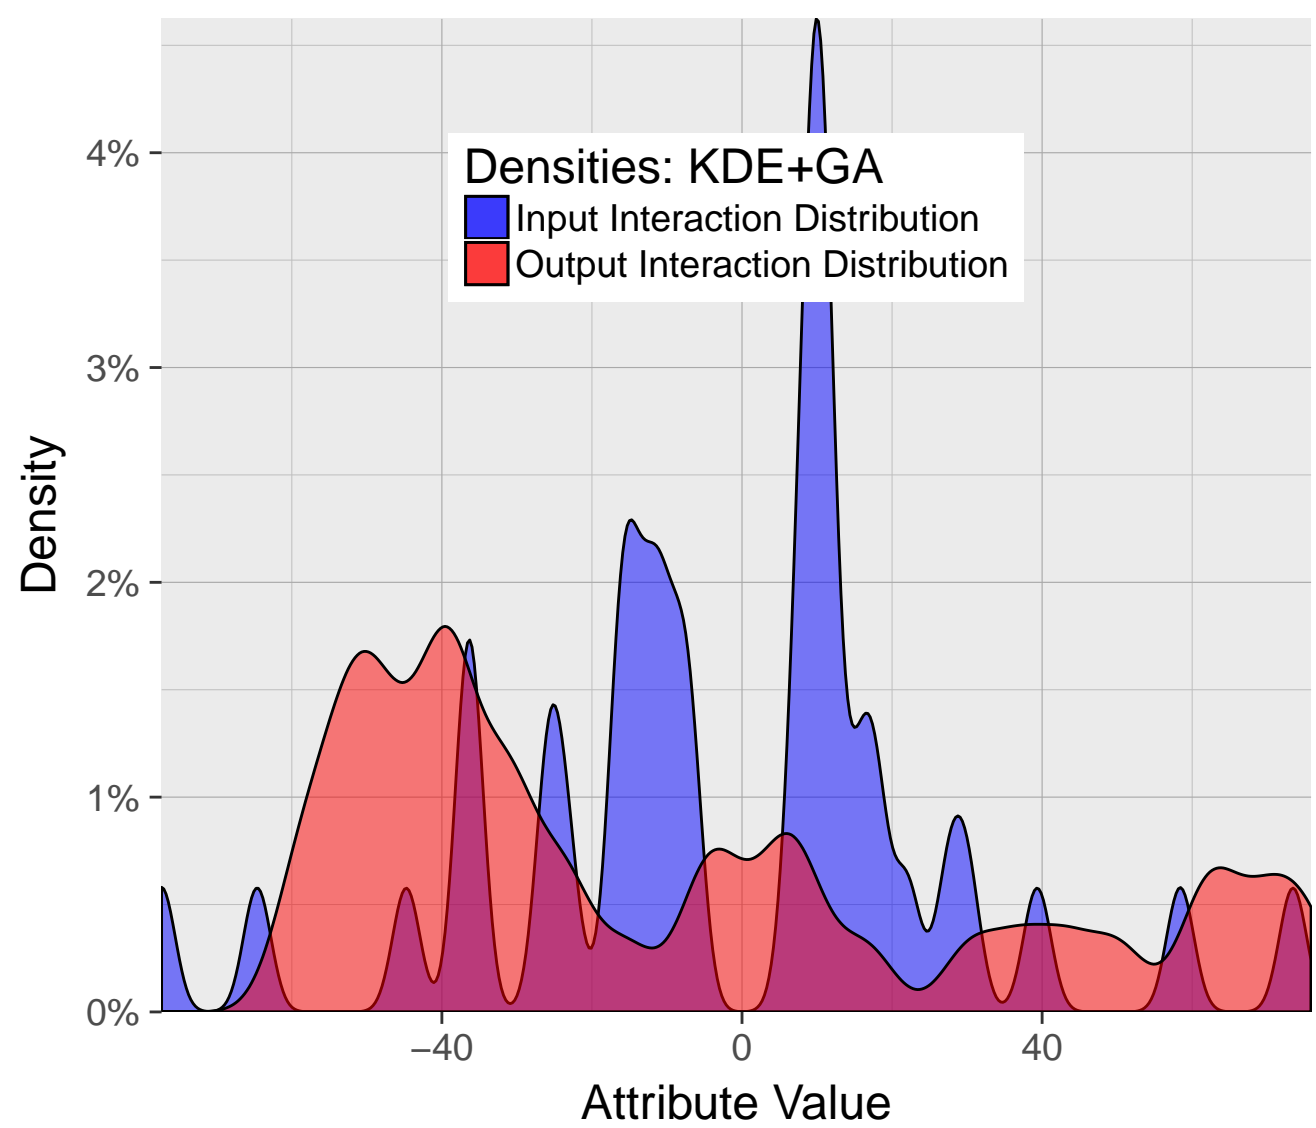 4%
3%
2%
1%
0%
Density
Densities: KDE+GA
Input Interaction Distribution
Output Interaction Distribution
−40
0
40
Attribute Value